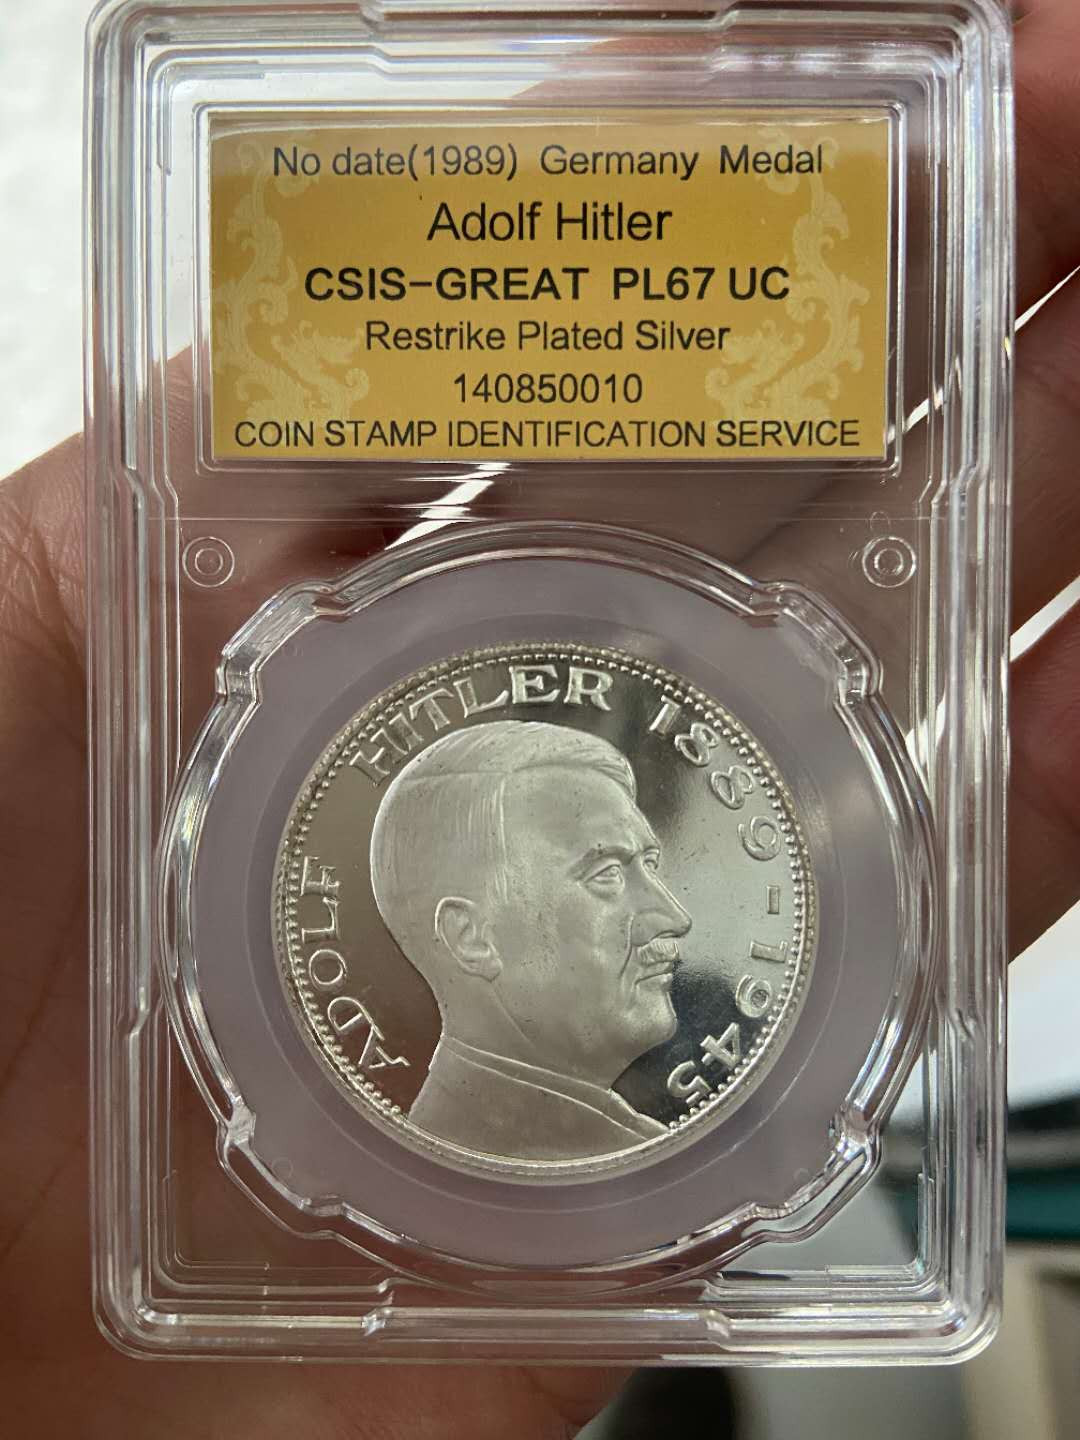 No date(1989) Germany Medal
Adolf Hitler
CSIS-GREAT PL67 UC
Restrike Plated Silver
140850010
COIN STAMP IDENTIFICATION SERVICE
ADOLF HITLER 1889-1945